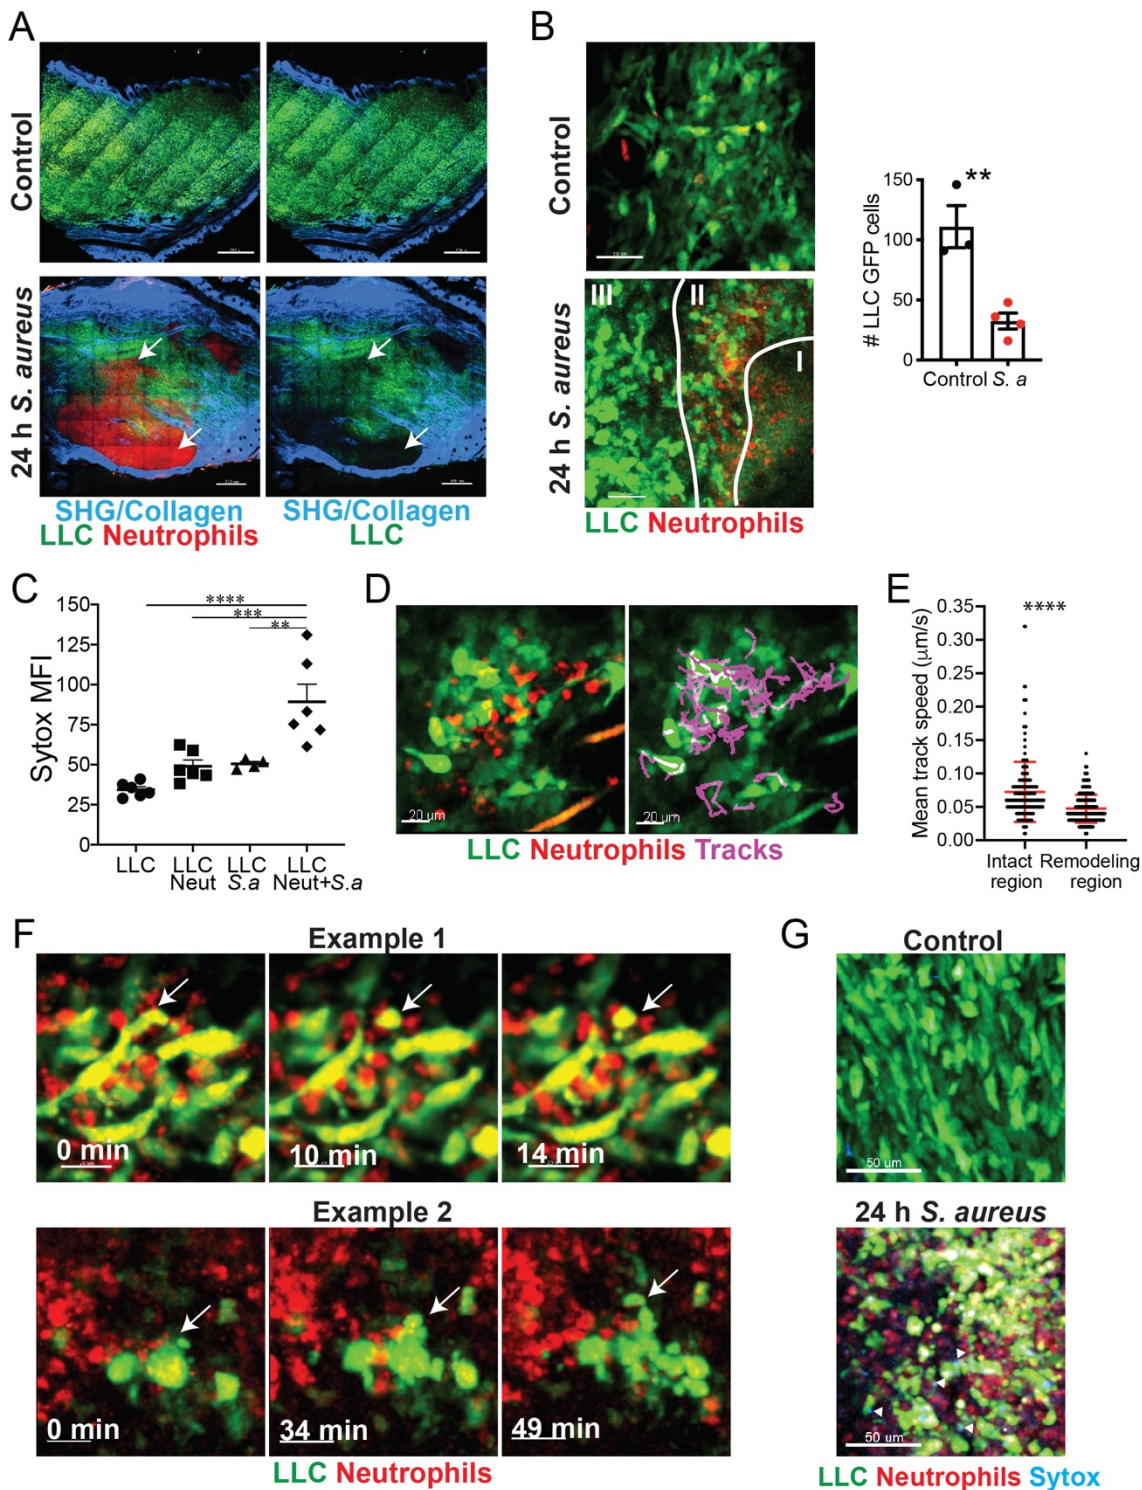 A
Control
24 h S. aureus
SHG/Collagen
LLC Neutrophils
SHG/Collagen
LLC
B
Control
24 h S. aureus
III
II
I
LLC Neutrophils
# LLC GFP cells
150
100
50
0
**
Control S. a
C
Sytox MFI
150
125
100
75
50
25
0
****
***
**
LLC
LLC
Neut
LLC
S.a
LLC
Neut+S.a
D
20 um
20 um
LLC Neutrophils Tracks
E
Mean track speed (μm/s)
0.35
0.30
0.25
0.20
0.15
0.10
0.05
0.00
****
Intact
region
Remodeling
region
F
Example 1
0 min
10 min
14 min
Example 2
0 min
34 min
49 min
LLC Neutrophils
G
Control
50 um
24 h S. aureus
50 um
LLC Neutrophils Sytox